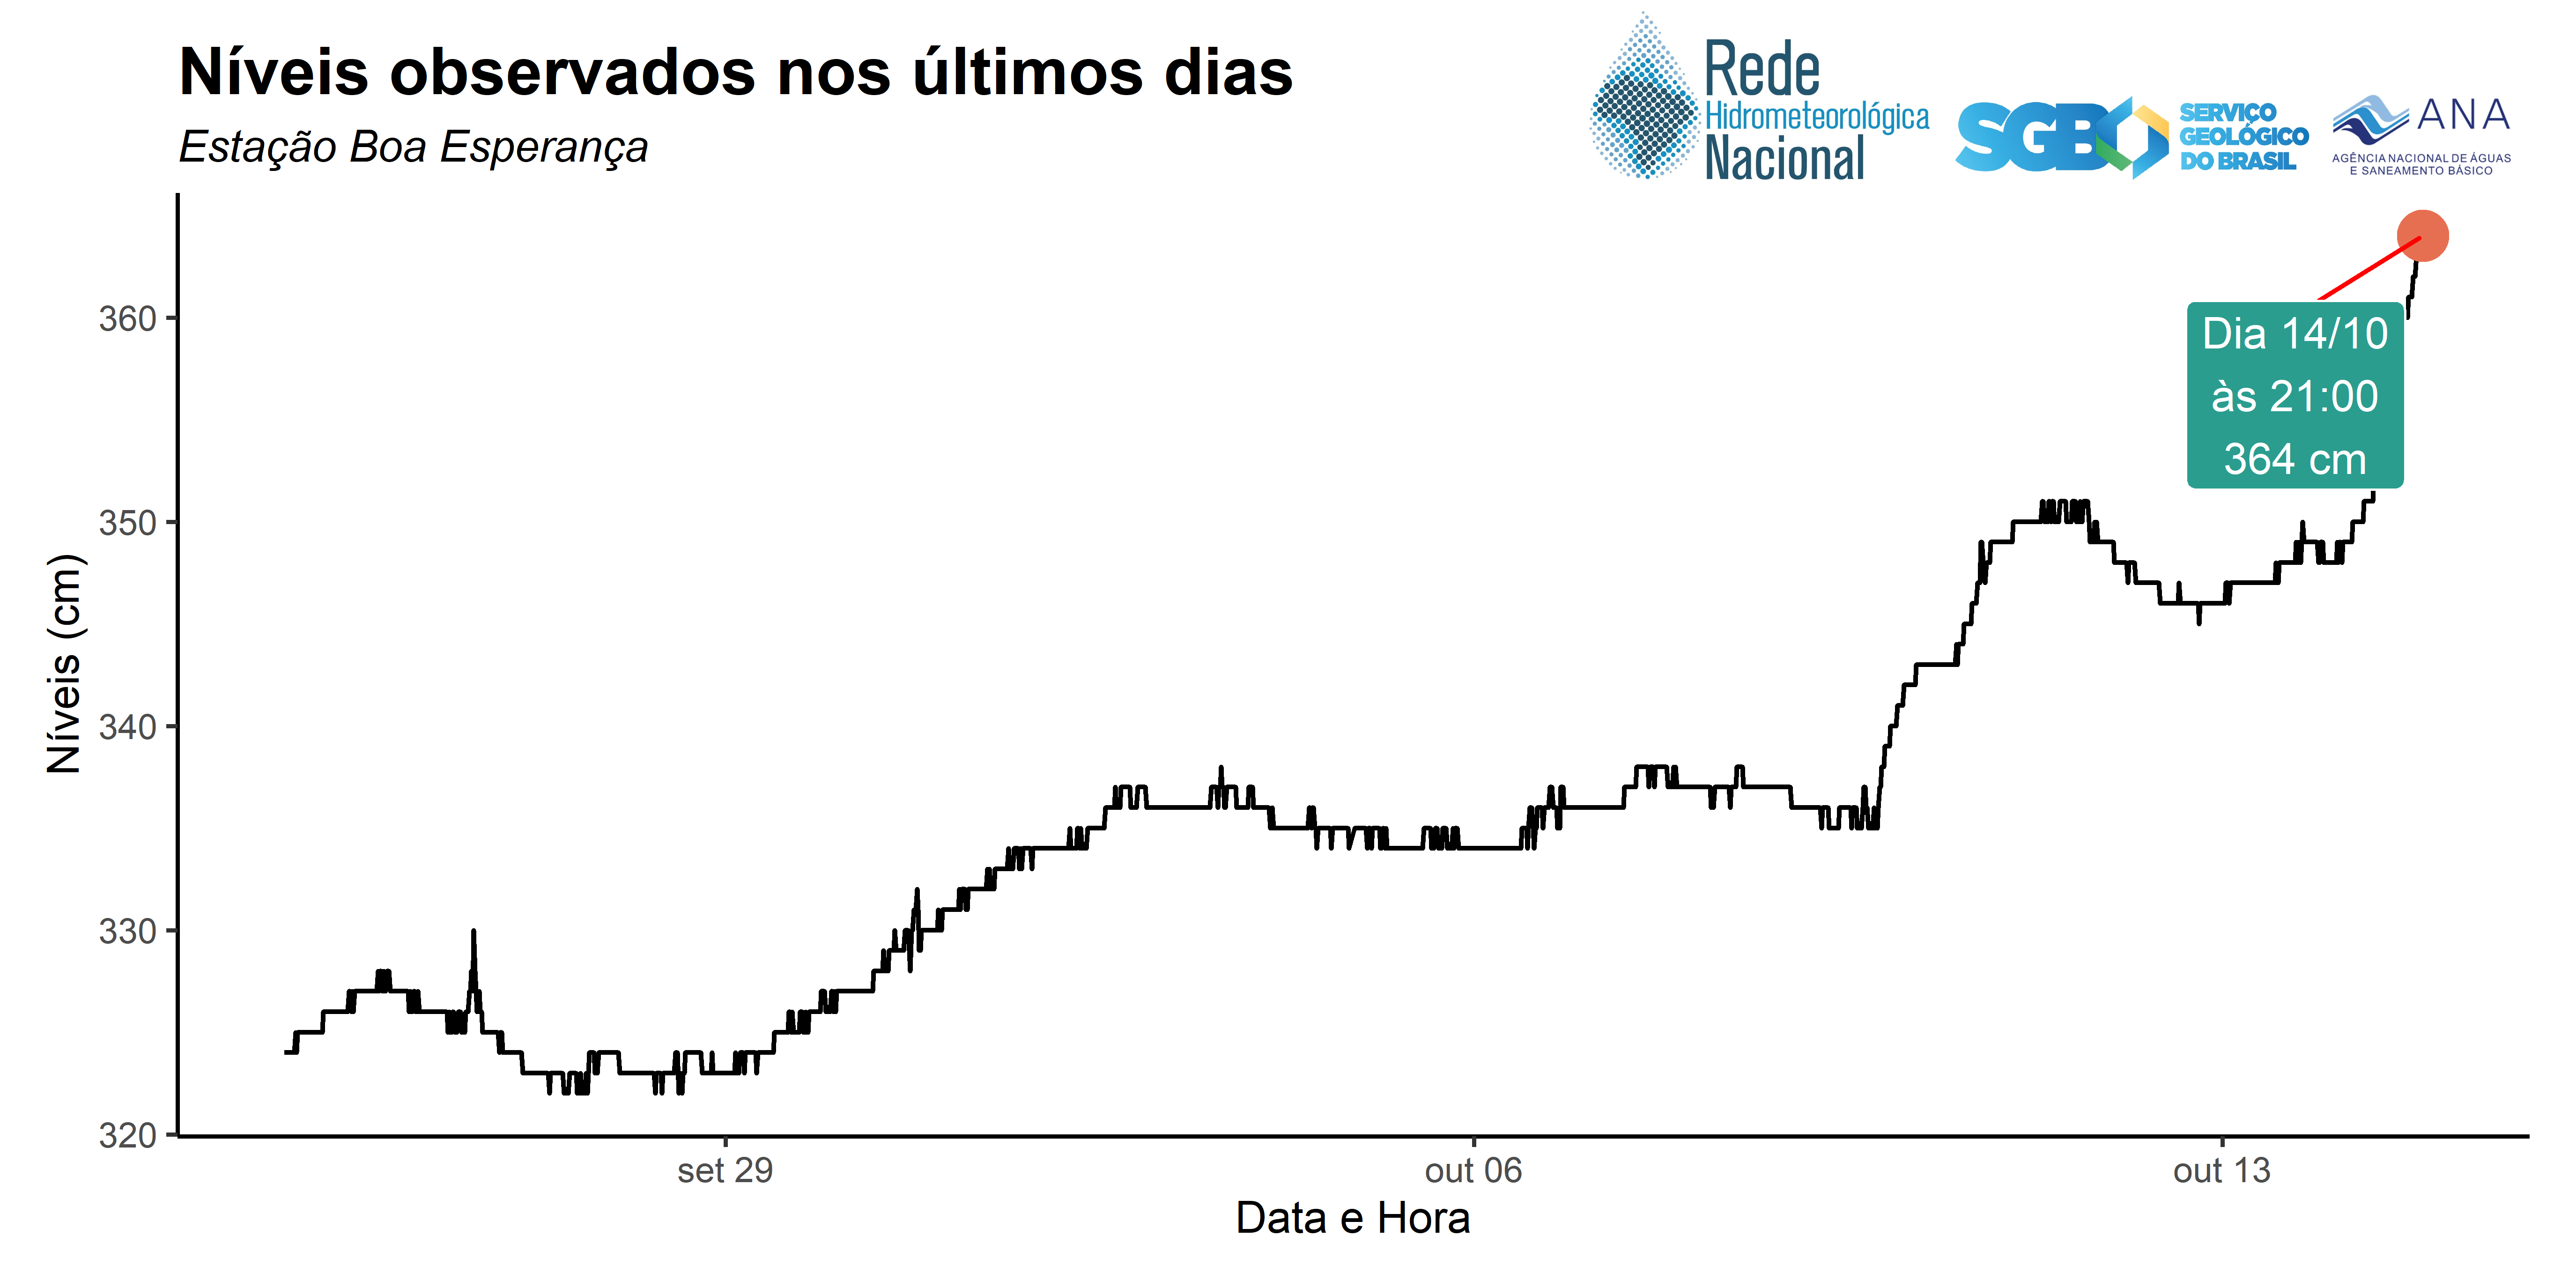 Níveis observados nos últimos dias
Estação Boa Esperança
Rede
Hidrometeorológica
Nacional
SGB
SERVIÇO
GEOLÓGICO
DO BRASIL
ANA
AGÊNCIA NACIONAL DE ÁGUAS
E SANEAMENTO BÁSICO
Níveis (cm)
360
350
340
330
320
Dia 14/10
às 21:00
364 cm
set 29
out 06
out 13
Data e Hora